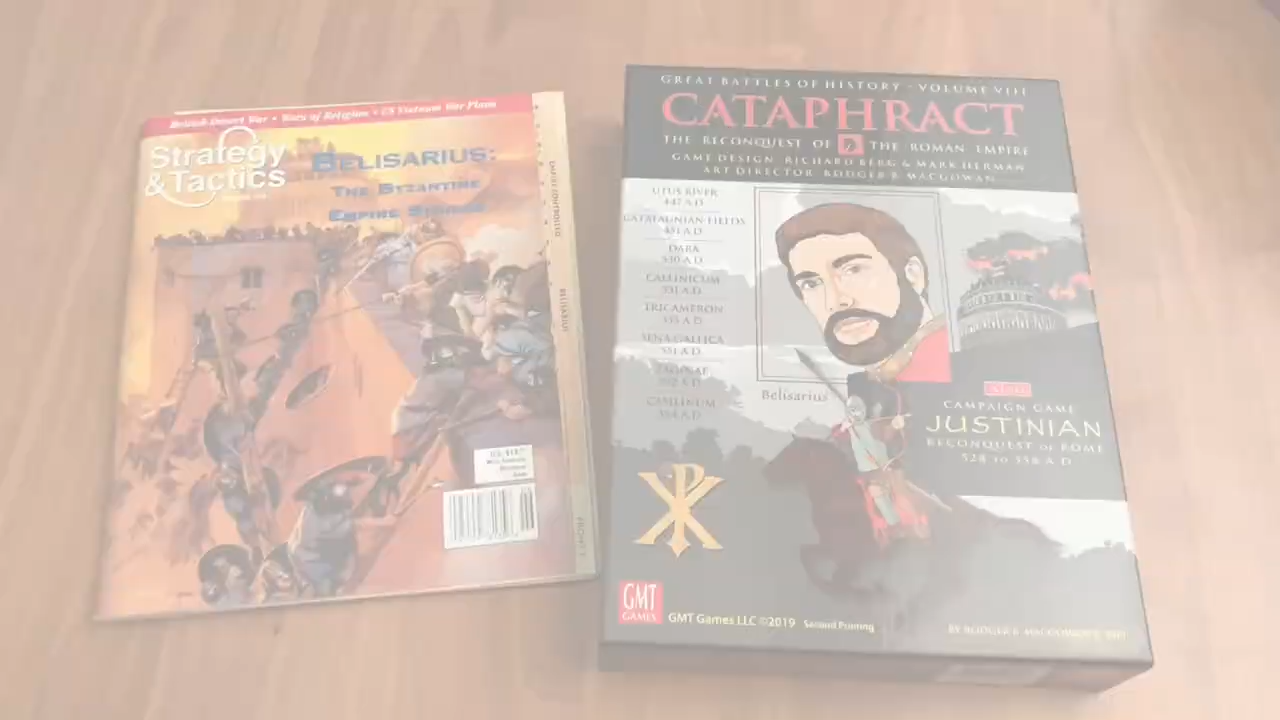 British Desert War • Wars of Religion • US Vietnam War Plans
Strategy
& Tactics
BELISARIUS:
THE BYZANTINE
EMPIRE STRIKES
BELISARIUS
GREAT BATTLES OF HISTORY - VOLUME VIII
CATAPHRACT
THE RECONQUEST OF THE ROMAN EMPIRE
GAME DESIGN RICHARD BERG & MARK HERMAN
ART DIRECTOR RODGER B. MACGOWAN
UTUS RIVER
447 A D
CATALAUNIAN FIELDS
451 A D
DARA
530 A D
CALLINICUM
531 A D
TRICAMERON
533 A D
SENA GALLICA
551 A D
TAGINAE
552 A D
CASILINUM
554 A D
Belisarius
CAMPAIGN GAME
JUSTINIAN
RECONQUEST OF ROME
528 TO 558 A D
GMT
GAMES
GMT Games LLC ©2019 Second Printing